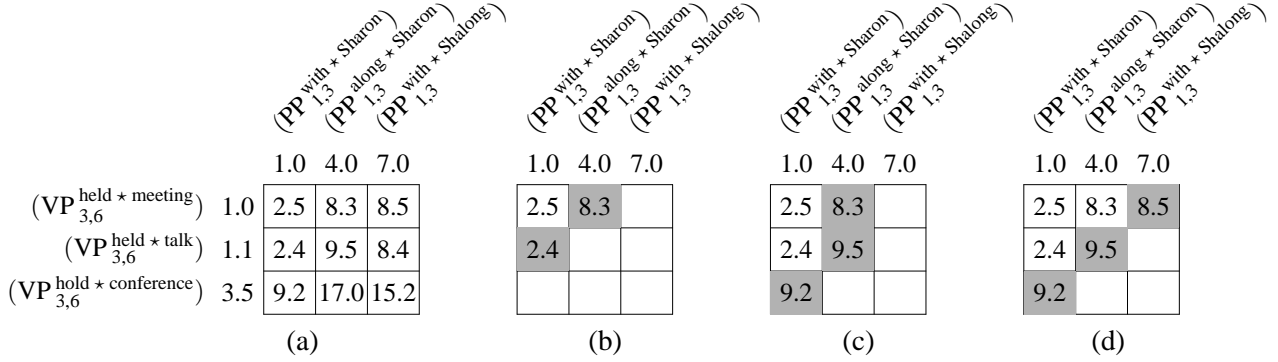 (PP 1,3 with ⋆ Sharon) (PP 1,3 along ⋆ Sharon) (PP 1,3 with ⋆ Shalong) (PP 1,3 with ⋆ Sharon) (PP 1,3 along ⋆ Sharon) (PP 1,3 with ⋆ Shalong) (PP 1,3 with ⋆ Sharon) (PP 1,3 along ⋆ Sharon) (PP 1,3 with ⋆ Shalong) (PP 1,3 with ⋆ Sharon) (PP 1,3 along ⋆ Sharon) (PP 1,3 with ⋆ Shalong)
1.0 4.0 7.0 1.0 4.0 7.0 1.0 4.0 7.0 1.0 4.0 7.0
(VP 3,6 held ⋆ meeting) 1.0 2.5 8.3 8.5 2.5 8.3 2.5 8.3 2.5 8.3 8.5
(VP 3,6 held ⋆ talk) 1.1 2.4 9.5 8.4 2.4 2.4 9.5 2.4 9.5
(VP 3,6 hold ⋆ conference) 3.5 9.2 17.0 15.2 9.2 9.2
(a) (b) (c) (d)